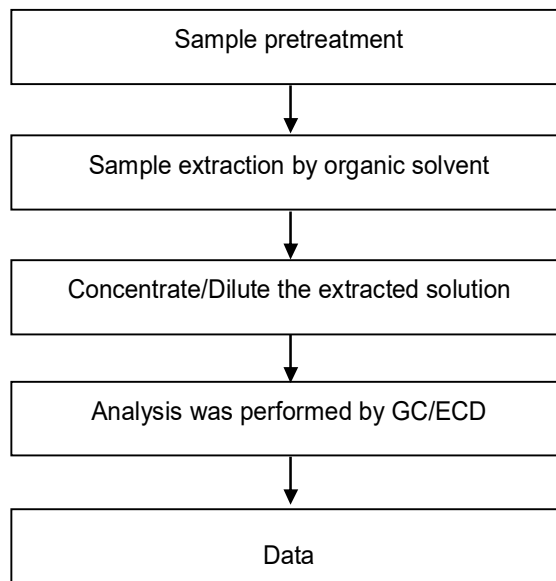 Sample pretreatment
Sample extraction by organic solvent
Concentrate/Dilute the extracted solution
Analysis was performed by GC/ECD
Data